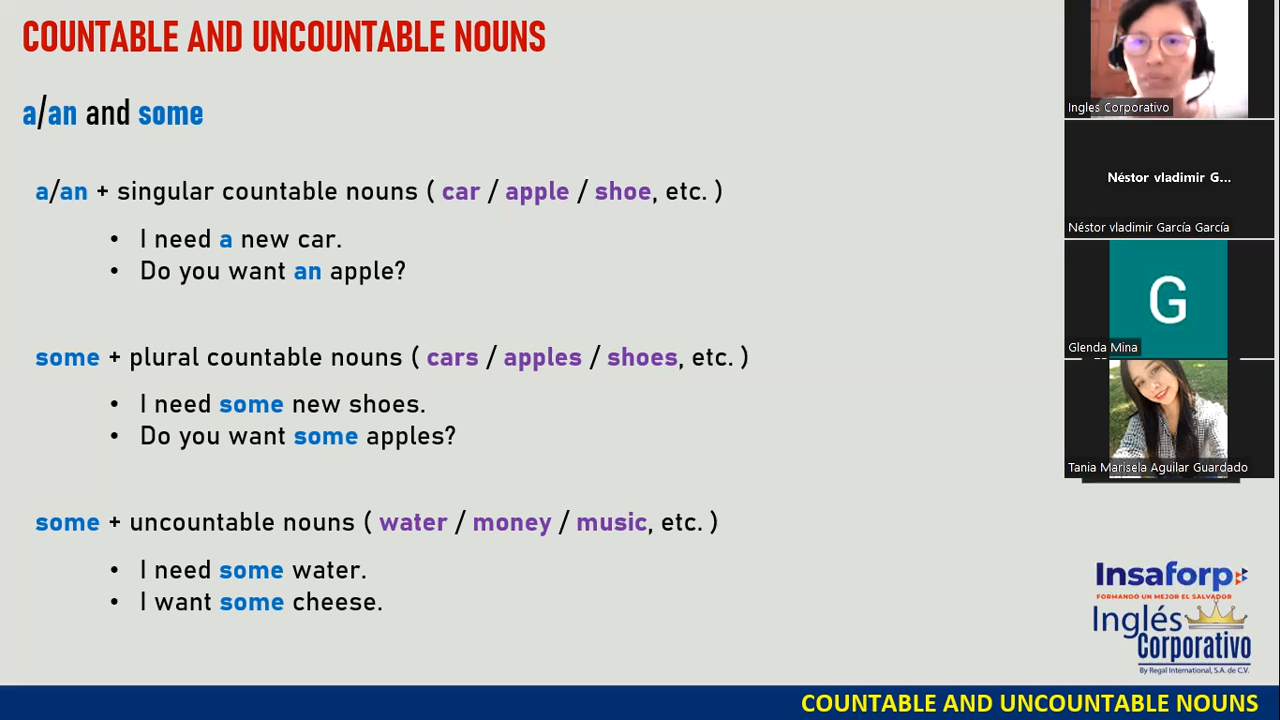 COUNTABLE AND UNCOUNTABLE NOUNS
a/an and some
a/an + singular countable nouns ( car / apple / shoe, etc. )
• I need a new car.
• Do you want an apple?
some + plural countable nouns ( cars / apples / shoes, etc. )
• I need some new shoes.
• Do you want some apples?
some + uncountable nouns ( water / money / music, etc. )
• I need some water.
• I want some cheese.
Ingles Corporativo
Néstor vladimir G...
Néstor vladimir García García
G
Glenda Mina
Tania Marisela Aguilar Guardado
Insaforp
FORMANDO UN MEJOR EL SALVADOR
Inglés
Corporativo
By Regal International, S.A. de C.V.
COUNTABLE AND UNCOUNTABLE NOUNS